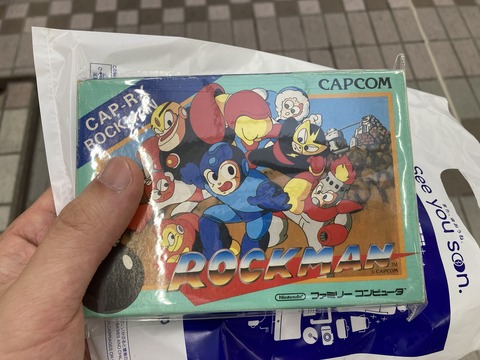 CAPCOM
CAP-RX
ROCKMAN
ROCKMAN™
©CAPCOM
Nintendo ファミリー コンピュータ
see you soon.